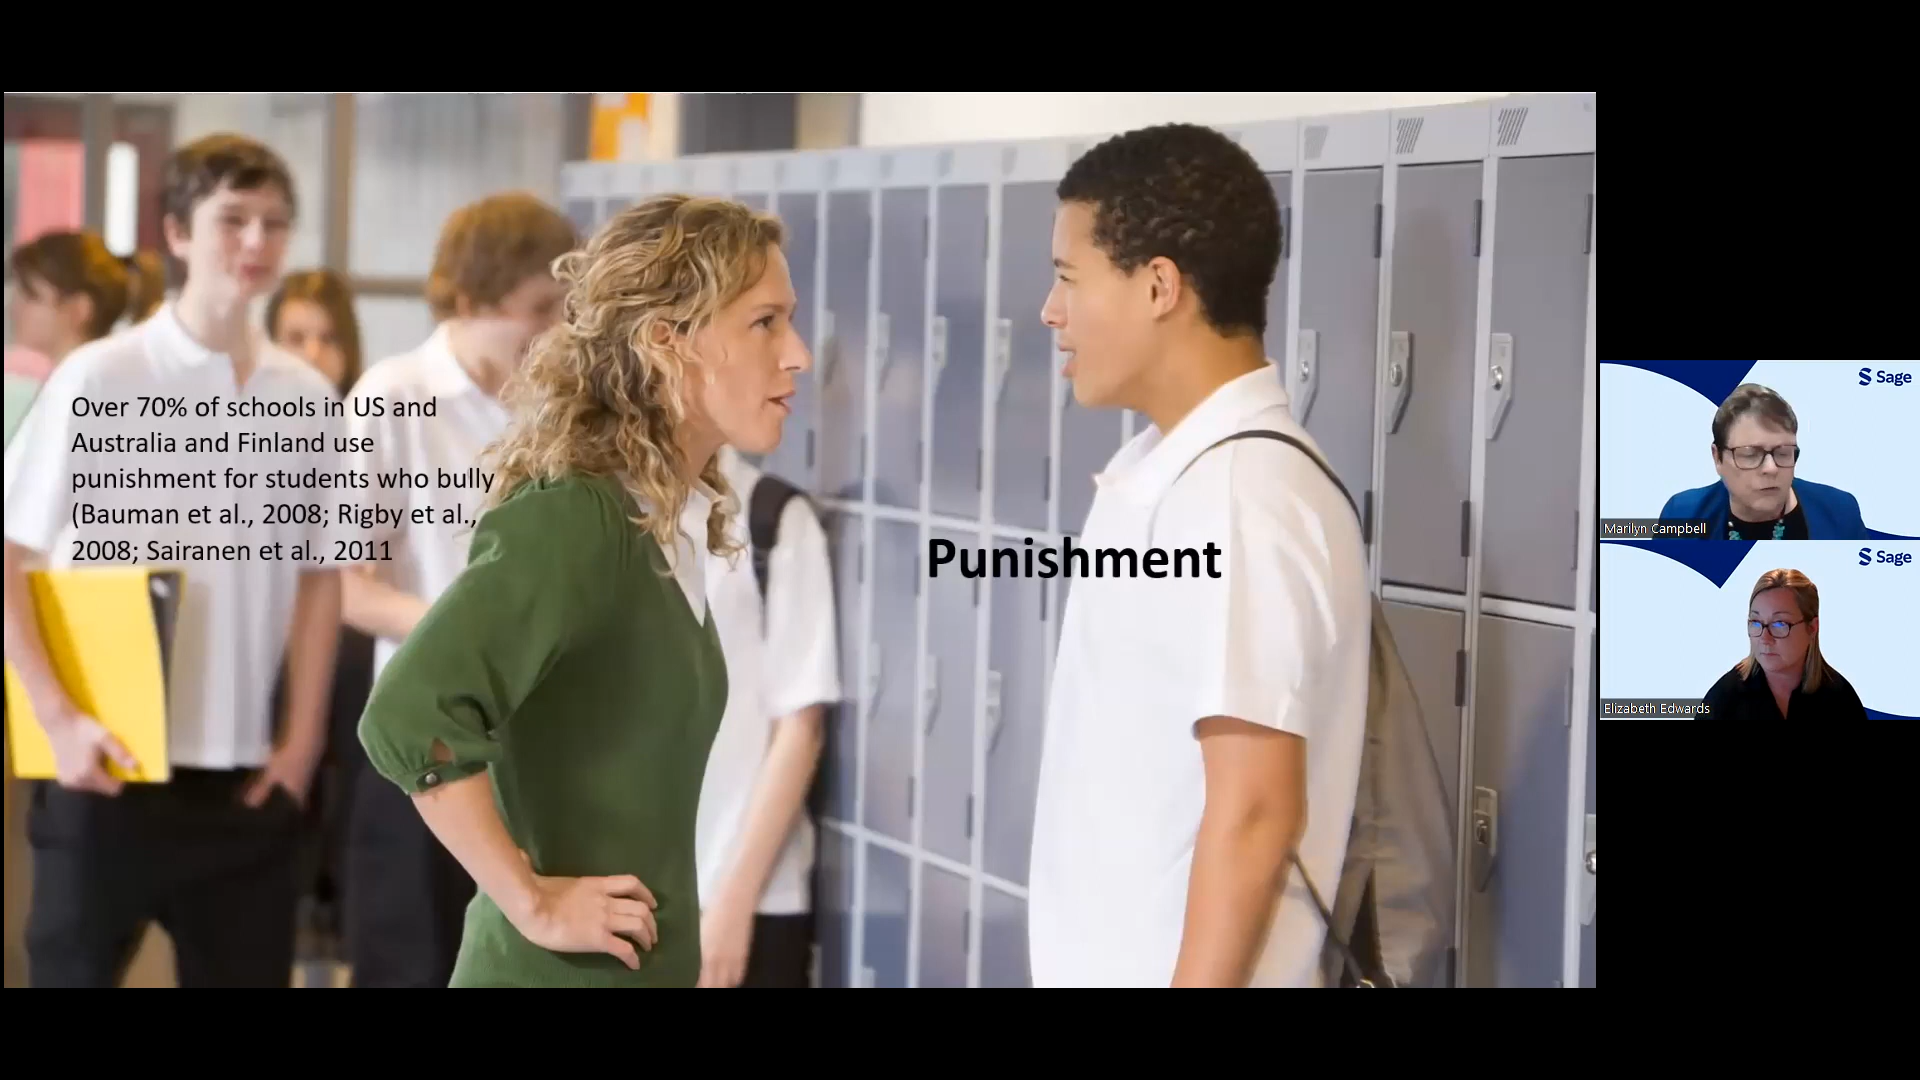 Over 70% of schools in US and
Australia and Finland use
punishment for students who bully
(Bauman et al., 2008; Rigby et al.,
2008; Sairanen et al., 2011
Punishment
Sage
Marilyn Campbell
Sage
Elizabeth Edwards